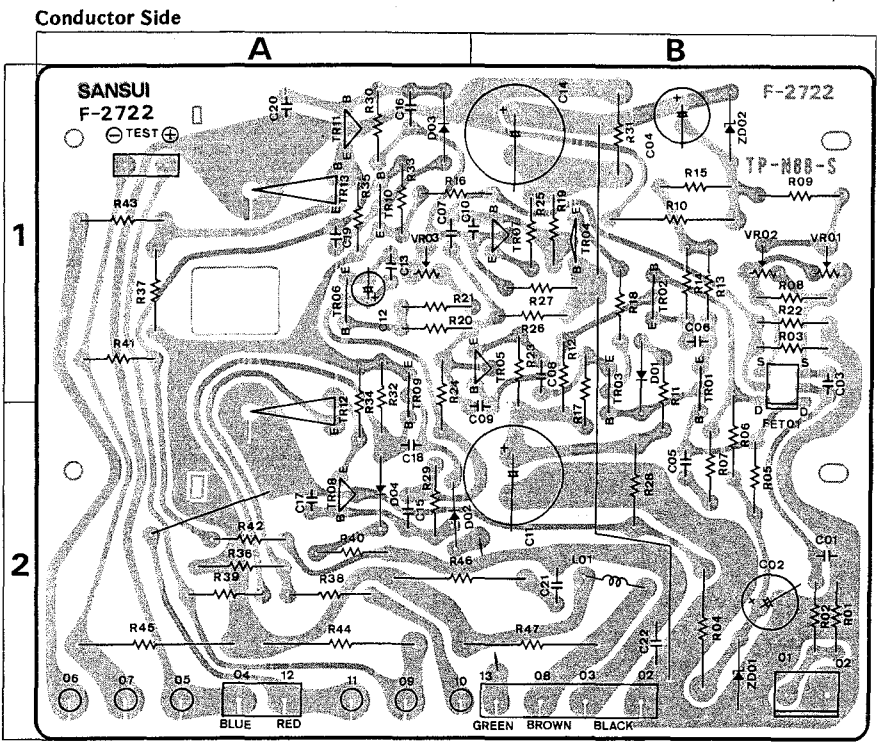 Conductor Side
A B
SANSUI
F-2722
⊖ TEST ⊕
F-2722
TP-M88-S
1
2
C20
TR11
B
E
R30
C16
D03
C14
R31
C04
ZD02
R43
TR13
R35
TR10
R33
R16
C07
C10
TR07
R25
R19
TR04
R15
R10
R09
C19
VR03
C13
VR02
VR01
R37
TR06
C12
R21
R20
R27
R26
R18
TR02
R14
R13
R08
R22
R03
C06
R41
TR12
R34
R32
TR09
R24
TR05
C09
R23
C08
R12
R17
TR03
D01
R11
TR01
S S
D D
FET01
C03
C18
R06
R07
C05
R05
R28
C17
TR08
D04
C15
R29
D02
C11
R42
R36
R39
R40
R38
R46
C21
L01
C01
C02
R45
R44
R47
C22
R04
R02
R01
ZD01
06 07 05 04 12 11 09 10 13 08 03 02 01 02
BLUE RED GREEN BROWN BLACK